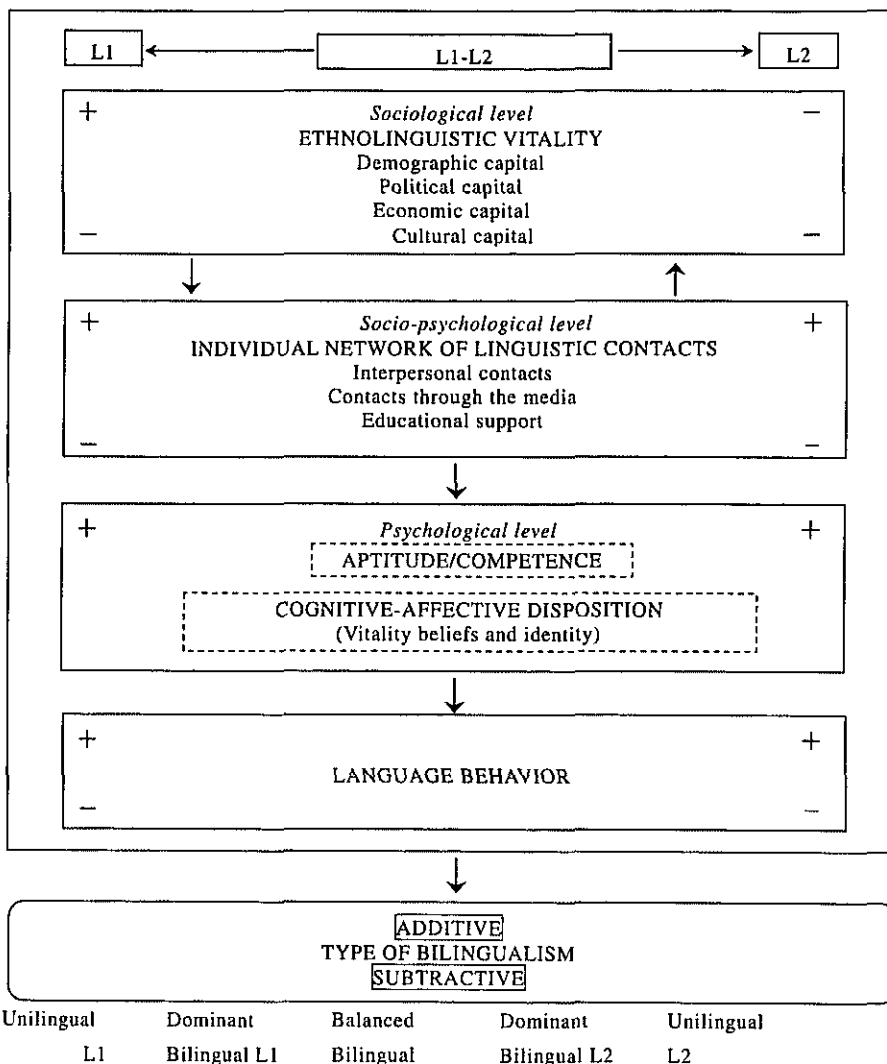 L1 L1-L2 L2
+ Sociological level −
ETHNOLINGUISTIC VITALITY
Demographic capital
Political capital
Economic capital
− Cultural capital −
+ Socio-psychological level +
INDIVIDUAL NETWORK OF LINGUISTIC CONTACTS
Interpersonal contacts
Contacts through the media
Educational support
− −
+ Psychological level +
APTITUDE/COMPETENCE
COGNITIVE-AFFECTIVE DISPOSITION
(Vitality beliefs and identity)
+ +
LANGUAGE BEHAVIOR
− −
ADDITIVE
TYPE OF BILINGUALISM
SUBTRACTIVE
Unilingual Dominant Balanced Dominant Unilingual
L1 Bilingual L1 Bilingual Bilingual L2 L2